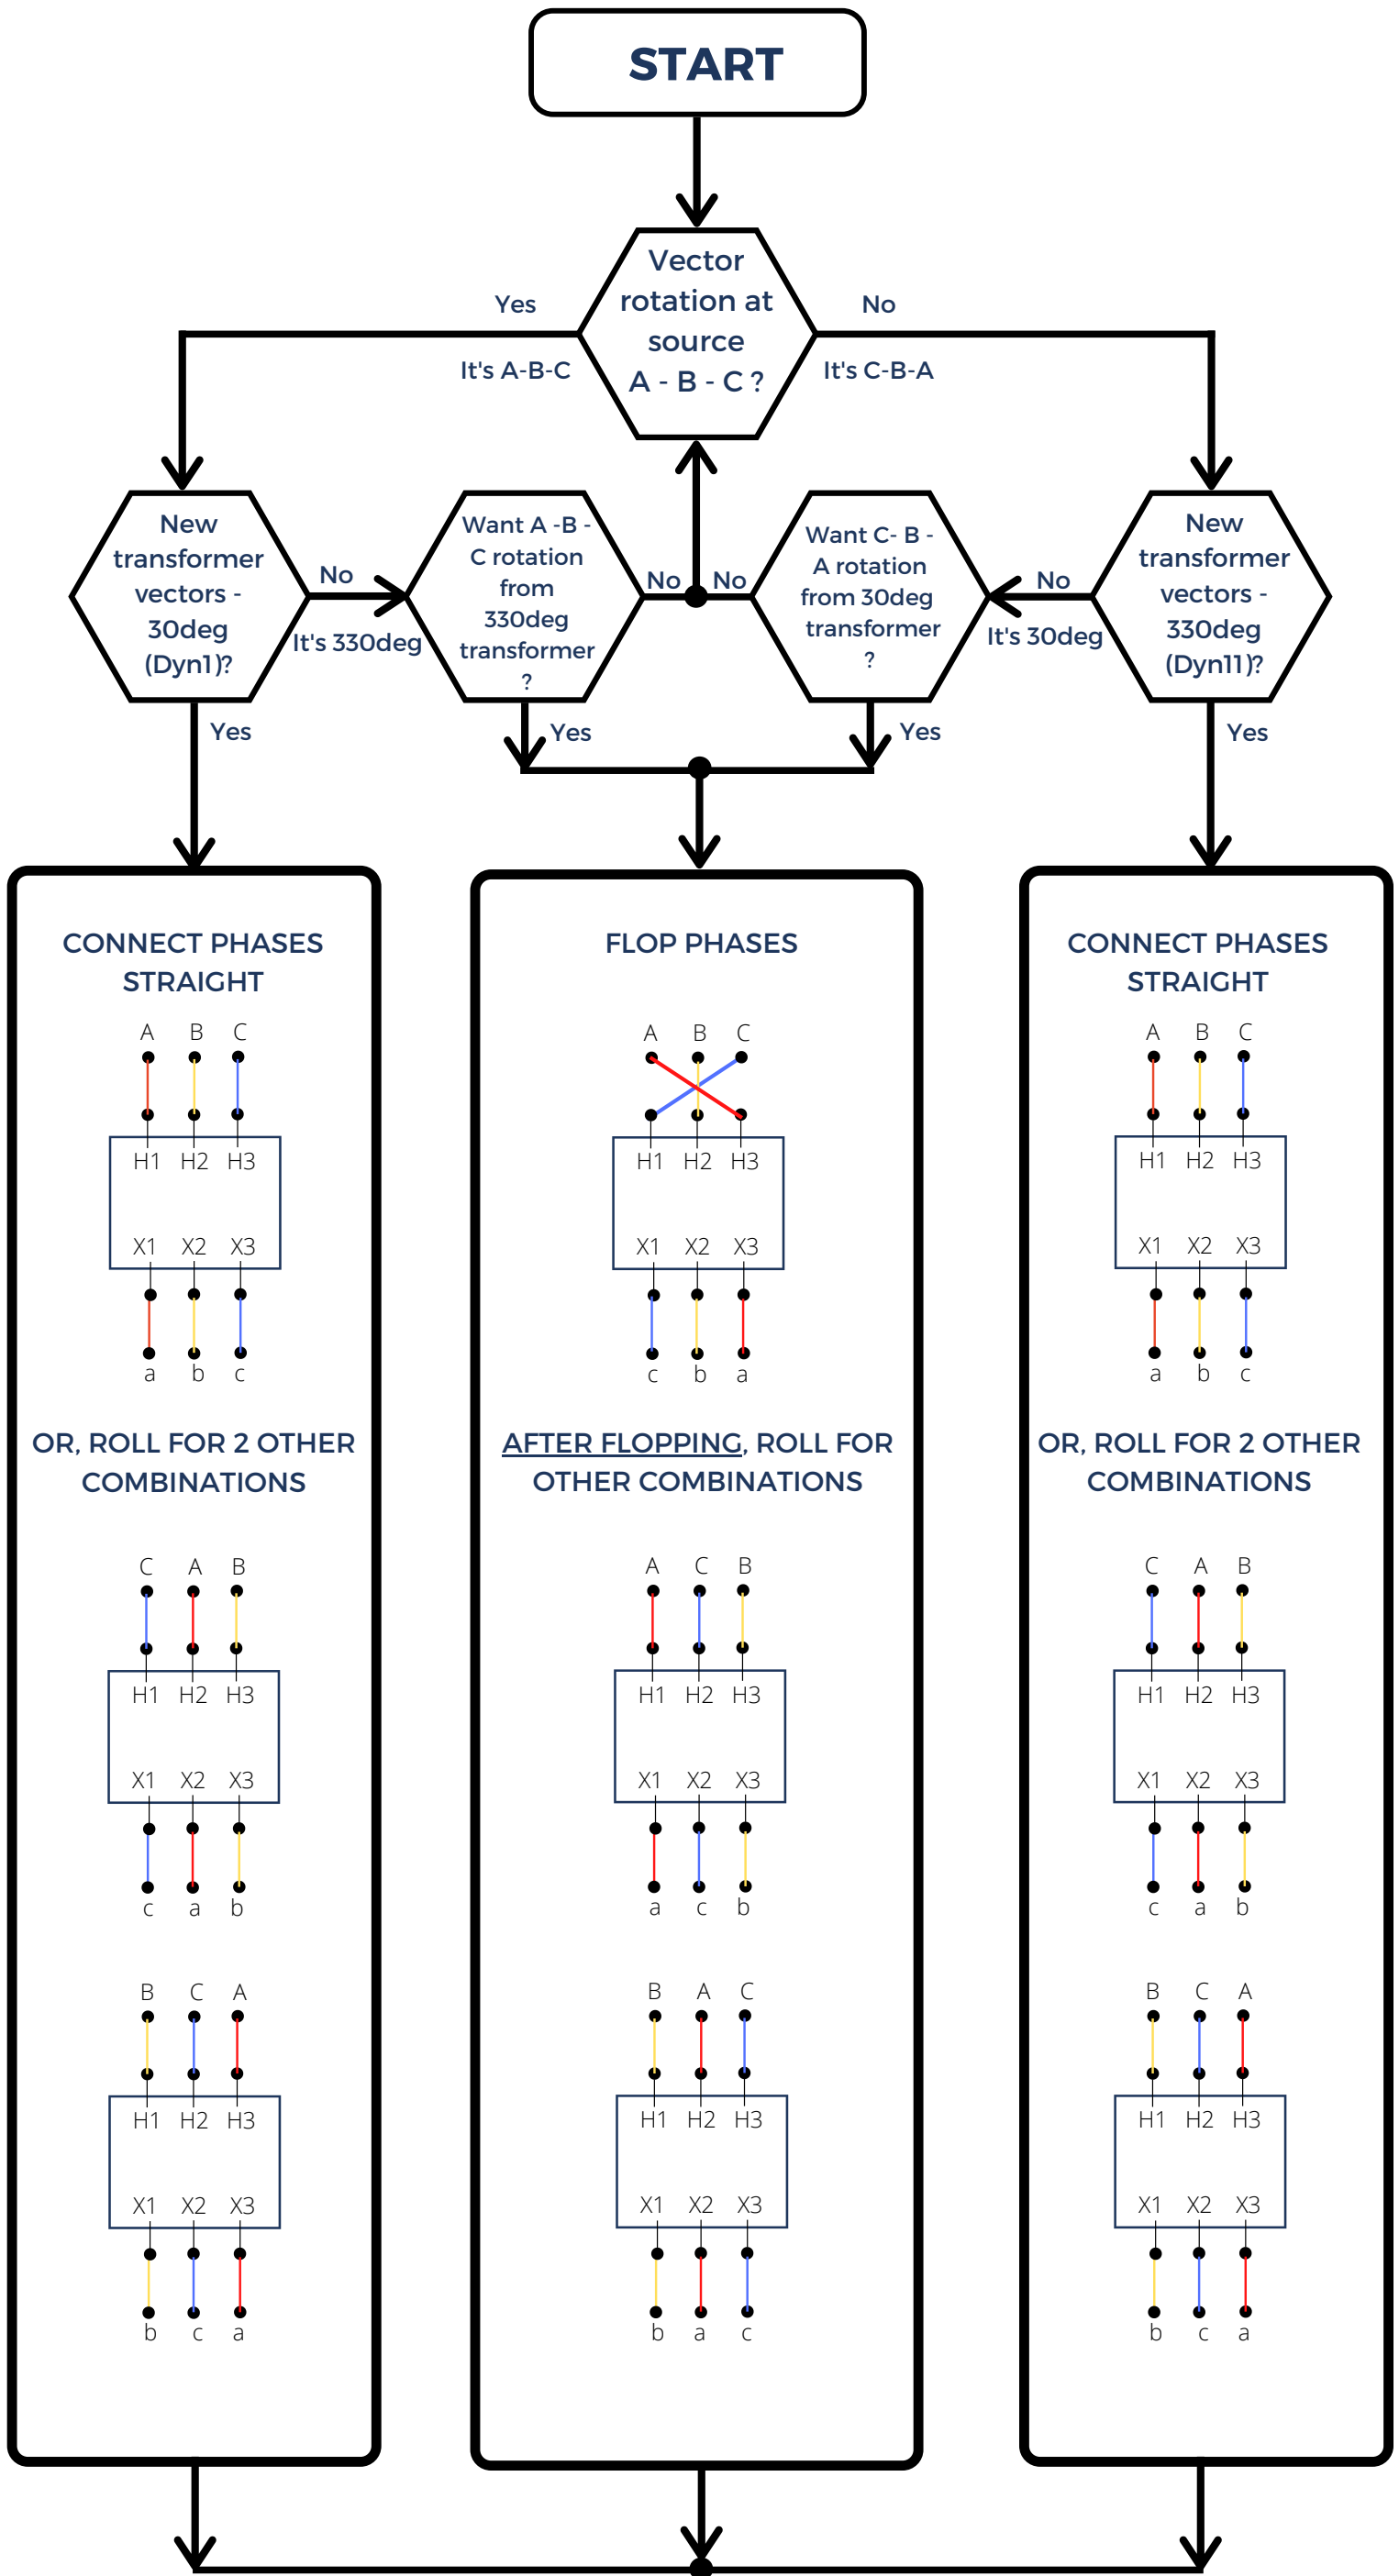 START
Vector
rotation at
source
A - B - C ?
Yes
It's A-B-C
No
It's C-B-A
New
transformer
vectors -
30deg
(Dyn1)?
No
It's 330deg
Want A -B -
C rotation
from
330deg
transformer
?
No
No
Want C- B -
A rotation
from 30deg
transformer
?
No
It's 30deg
New
transformer
vectors -
330deg
(Dyn11)?
Yes
Yes
Yes
Yes
CONNECT PHASES
STRAIGHT
A B C
H1 H2 H3
X1 X2 X3
a b c
OR, ROLL FOR 2 OTHER
COMBINATIONS
C A B
H1 H2 H3
X1 X2 X3
c a b
B C A
H1 H2 H3
X1 X2 X3
b c a
FLOP PHASES
A B C
H1 H2 H3
X1 X2 X3
c b a
AFTER FLOPPING, ROLL FOR
OTHER COMBINATIONS
A C B
H1 H2 H3
X1 X2 X3
a c b
B A C
H1 H2 H3
X1 X2 X3
b a c
CONNECT PHASES
STRAIGHT
A B C
H1 H2 H3
X1 X2 X3
a b c
OR, ROLL FOR 2 OTHER
COMBINATIONS
C A B
H1 H2 H3
X1 X2 X3
c a b
B C A
H1 H2 H3
X1 X2 X3
b c a